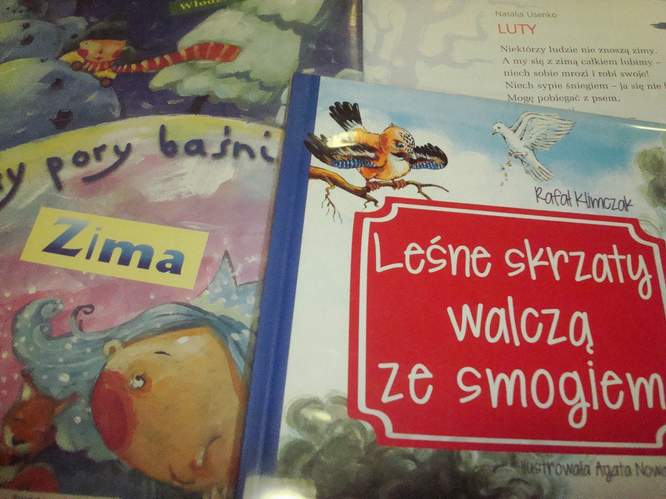 Natalia Usenko
LUTY
Niektórzy ludzie nie znoszą zimy.
A my się z zimą całkiem lubimy –
niech sobie mrozi i robi swoje!
Niech sypie śniegiem – ja się nie
Mogę pobiegać z psem,
y pory baśni
Zima
Rafał Klimczak
Leśne skrzaty
walczą
ze smogiem
Ilustrowała Agata